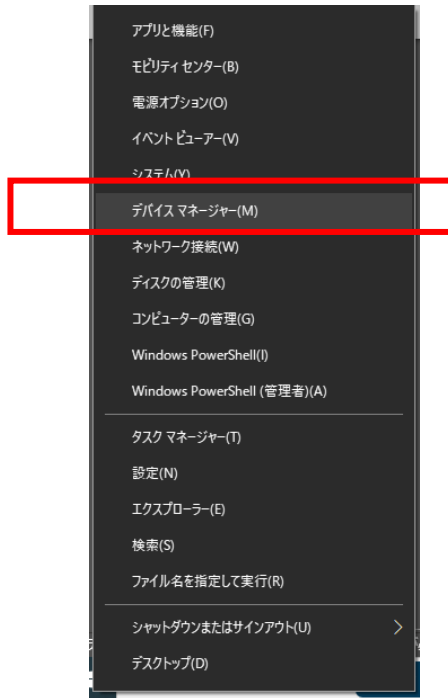 アプリと機能(F)
モビリティ センター(B)
電源オプション(O)
イベント ビューアー(V)
システム(Y)
デバイス マネージャー(M)
ネットワーク接続(W)
ディスクの管理(K)
コンピューターの管理(G)
Windows PowerShell(I)
Windows PowerShell (管理者)(A)
タスク マネージャー(T)
設定(N)
エクスプローラー(E)
検索(S)
ファイル名を指定して実行(R)
シャットダウンまたはサインアウト(U)
デスクトップ(D)